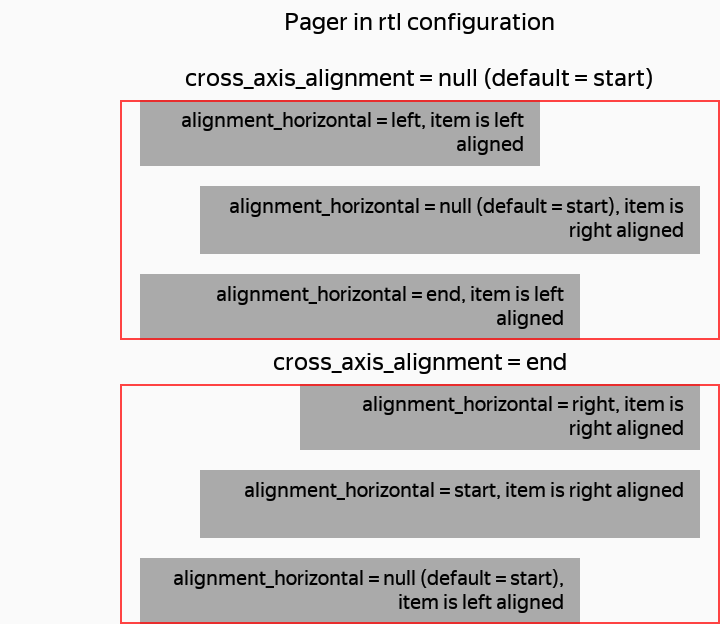 Pager in rtl configuration
cross_axis_alignment = null (default = start)
alignment_horizontal = left, item is left
aligned
alignment_horizontal = null (default = start), item is
right aligned
alignment_horizontal = end, item is left
aligned
cross_axis_alignment = end
alignment_horizontal = right, item is
right aligned
alignment_horizontal = start, item is right aligned
alignment_horizontal = null (default = start),
item is left aligned